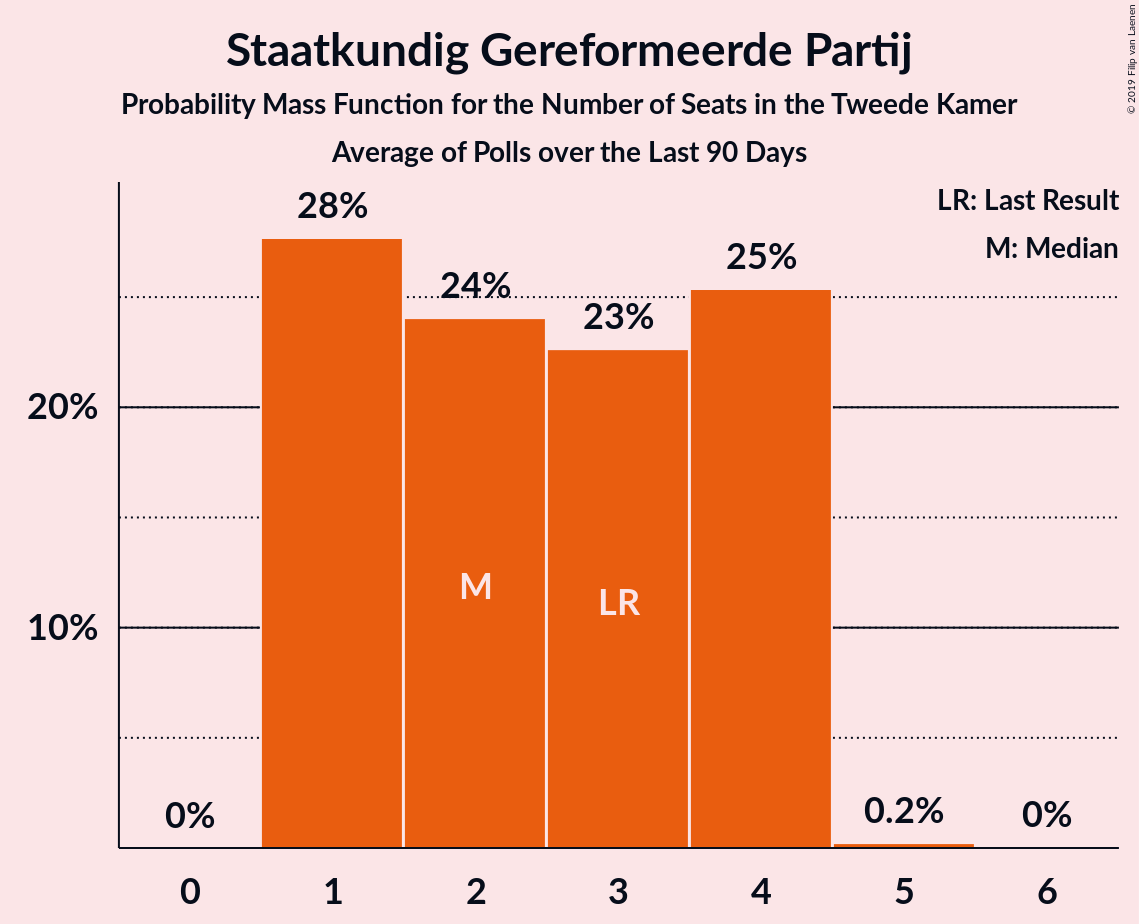 Staatkundig Gereformeerde Partij
Probability Mass Function for the Number of Seats in the Tweede Kamer
Average of Polls over the Last 90 Days
© 2019 Filip van Laenen
LR: Last Result
M: Median
28%
24%
23%
25%
20%
10%
M
LR
0%
0.2%
0%
0
1
2
3
4
5
6